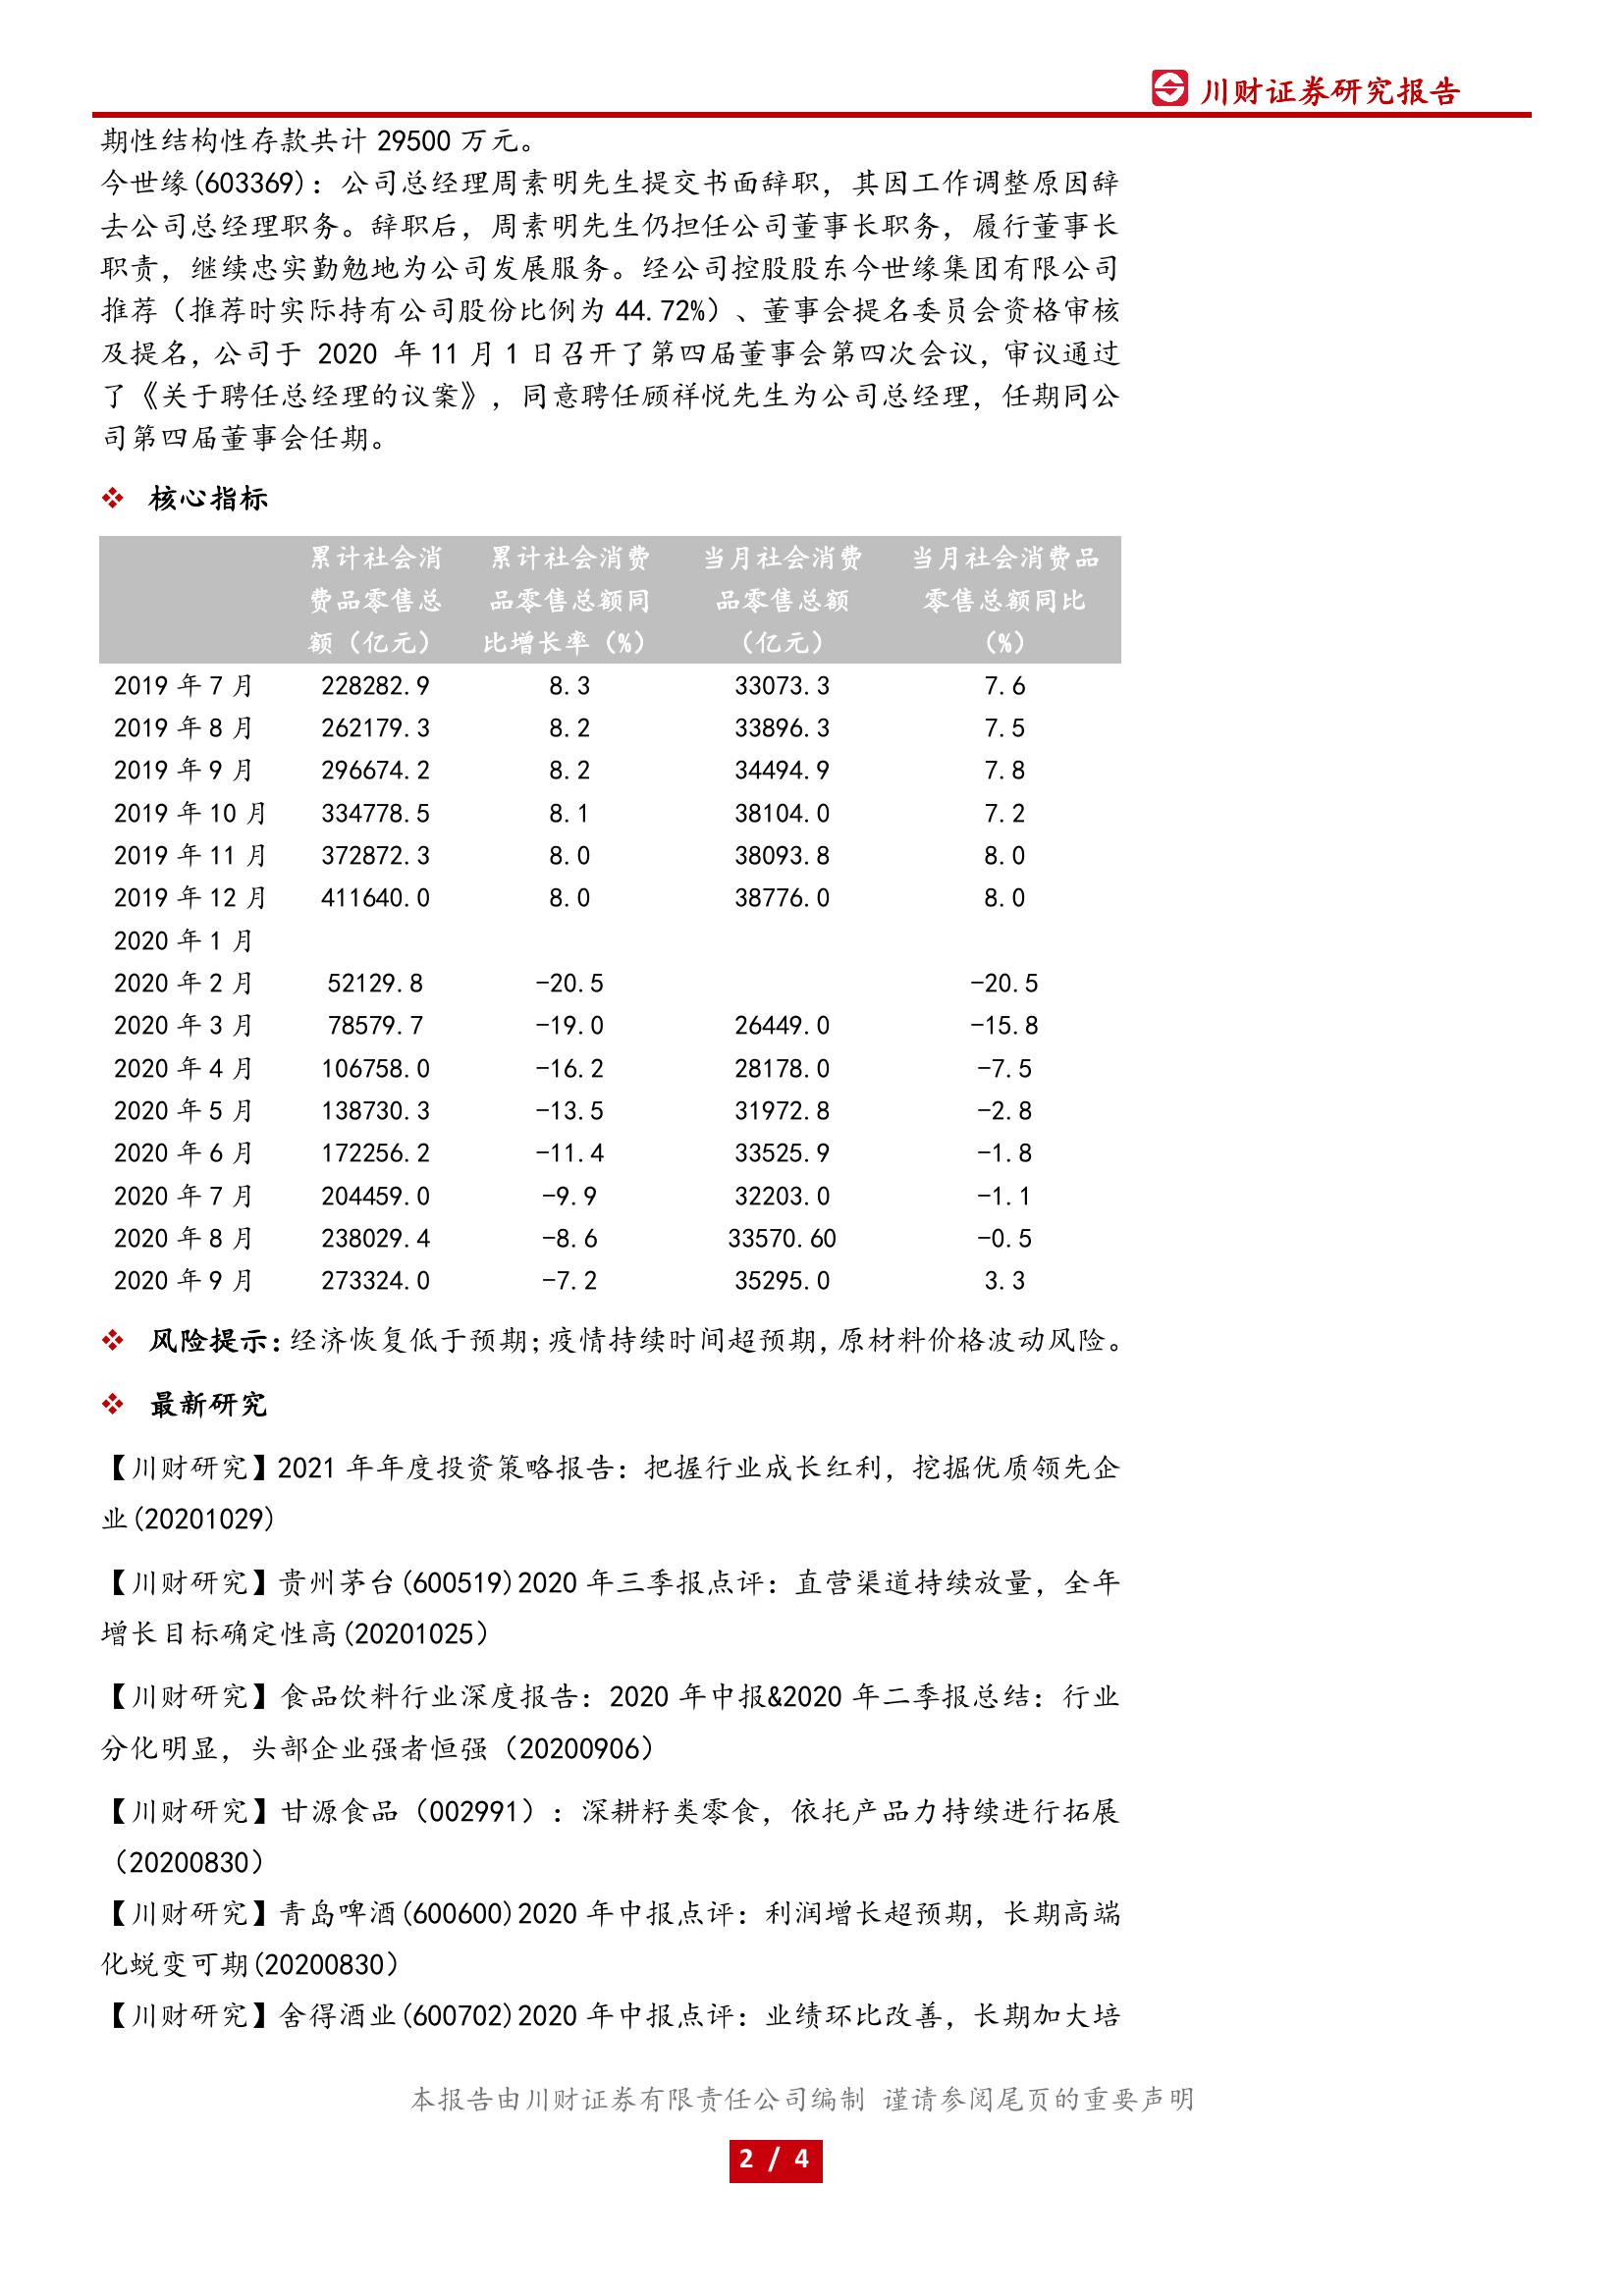 川财证券研究报告
期性结构性存款共计 29500 万元。
今世缘(603369)：公司总经理周素明先生提交书面辞职，其因工作调整原因辞
去公司总经理职务。辞职后，周素明先生仍担任公司董事长职务，履行董事长
职责，继续忠实勤勉地为公司发展服务。经公司控股股东今世缘集团有限公司
推荐（推荐时实际持有公司股份比例为 44.72%）、董事会提名委员会资格审核
及提名，公司于 2020 年 11 月 1 日召开了第四届董事会第四次会议，审议通过
了《关于聘任总经理的议案》，同意聘任顾祥悦先生为公司总经理，任期同公
司第四届董事会任期。
❖ 核心指标
累计社会消 累计社会消费 当月社会消费 当月社会消费品
费品零售总 品零售总额同 品零售总额 零售总额同比
额（亿元） 比增长率（%） （亿元） （%）
2019 年 7 月 228282.9 8.3 33073.3 7.6
2019 年 8 月 262179.3 8.2 33896.3 7.5
2019 年 9 月 296674.2 8.2 34494.9 7.8
2019 年 10 月 334778.5 8.1 38104.0 7.2
2019 年 11 月 372872.3 8.0 38093.8 8.0
2019 年 12 月 411640.0 8.0 38776.0 8.0
2020 年 1 月
2020 年 2 月 52129.8 -20.5 -20.5
2020 年 3 月 78579.7 -19.0 26449.0 -15.8
2020 年 4 月 106758.0 -16.2 28178.0 -7.5
2020 年 5 月 138730.3 -13.5 31972.8 -2.8
2020 年 6 月 172256.2 -11.4 33525.9 -1.8
2020 年 7 月 204459.0 -9.9 32203.0 -1.1
2020 年 8 月 238029.4 -8.6 33570.60 -0.5
2020 年 9 月 273324.0 -7.2 35295.0 3.3
❖ 风险提示：经济恢复低于预期；疫情持续时间超预期，原材料价格波动风险。
❖ 最新研究
【川财研究】2021 年年度投资策略报告：把握行业成长红利，挖掘优质领先企
业(20201029)
【川财研究】贵州茅台(600519)2020 年三季报点评：直营渠道持续放量，全年
增长目标确定性高(20201025）
【川财研究】食品饮料行业深度报告：2020 年中报&2020 年二季报总结：行业
分化明显，头部企业强者恒强（20200906）
【川财研究】甘源食品（002991）：深耕籽类零食，依托产品力持续进行拓展
（20200830）
【川财研究】青岛啤酒(600600)2020 年中报点评：利润增长超预期，长期高端
化蜕变可期(20200830）
【川财研究】舍得酒业(600702)2020 年中报点评：业绩环比改善，长期加大培
本报告由川财证券有限责任公司编制 谨请参阅尾页的重要声明
2 / 4